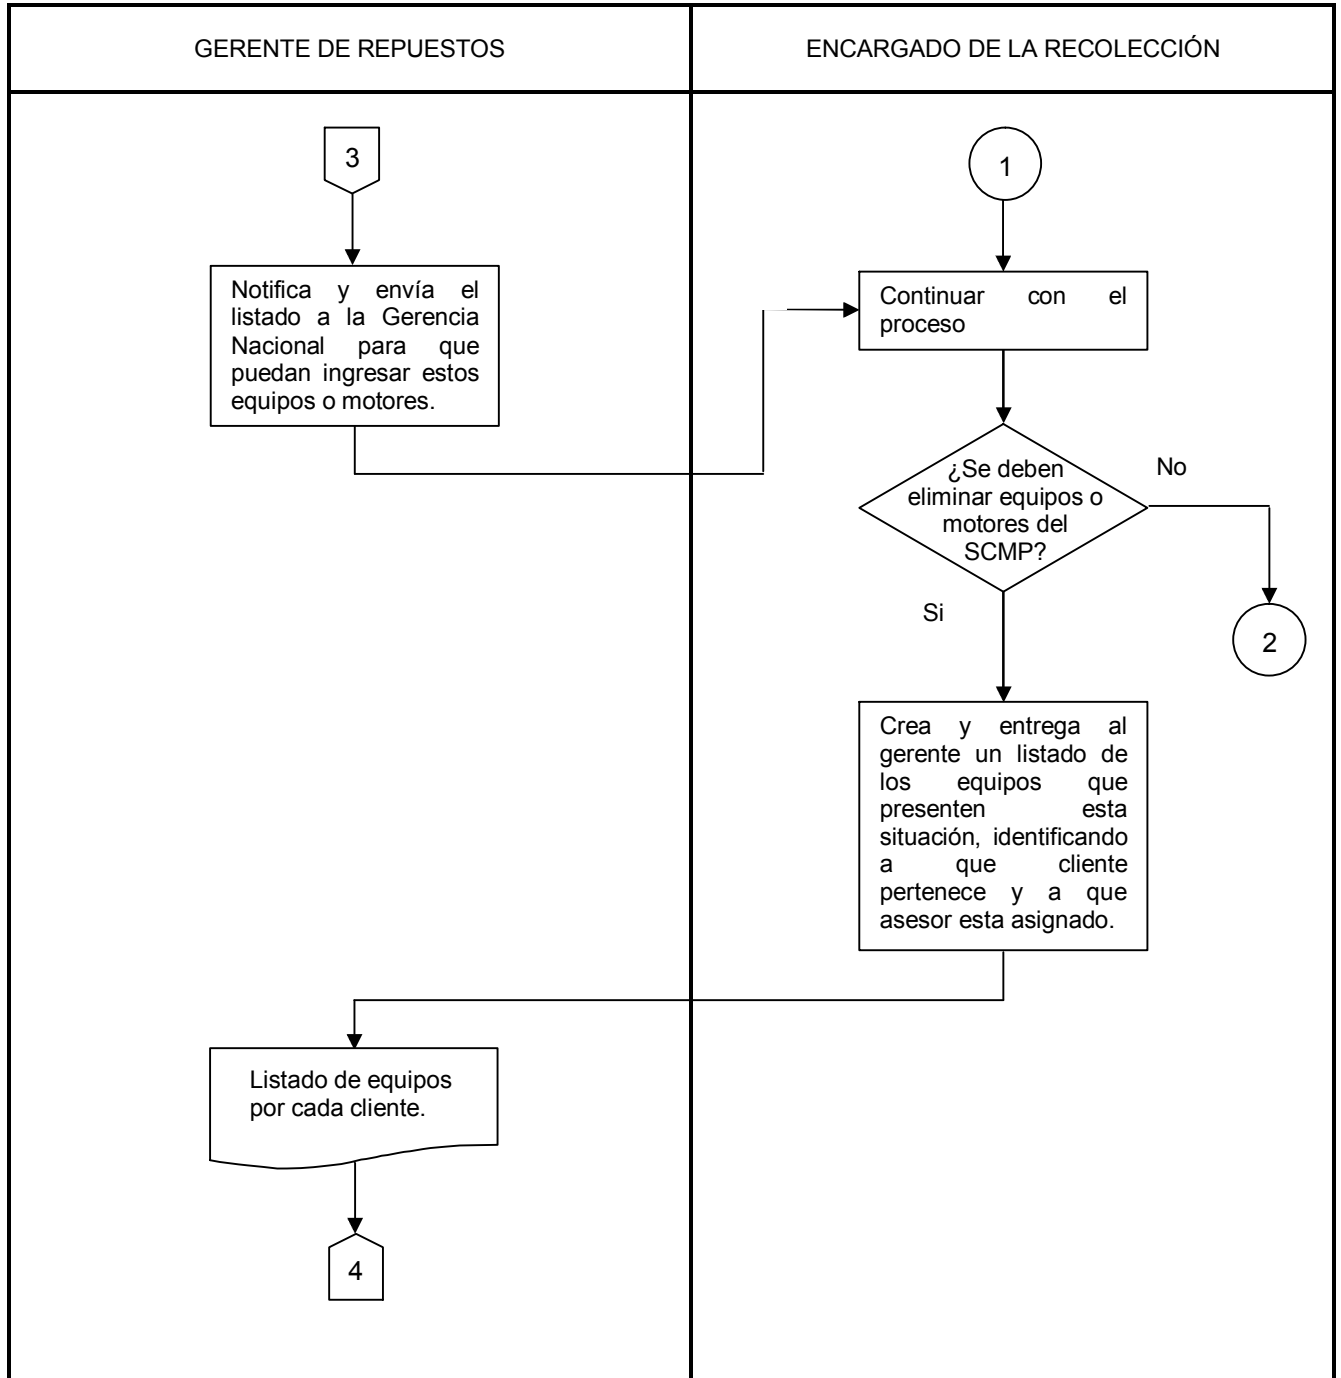 GERENTE DE REPUESTOS
ENCARGADO DE LA RECOLECCIÓN
3
1
Notifica y envía el
listado a la Gerencia
Nacional para que
puedan ingresar estos
equipos o motores.
Continuar con el
proceso
¿Se deben
eliminar equipos o
motores del
SCMP?
No
Si
2
Crea y entrega al
gerente un listado de
los equipos que
presenten esta
situación, identificando
a que cliente
pertenece y a que
asesor esta asignado.
Listado de equipos
por cada cliente.
4